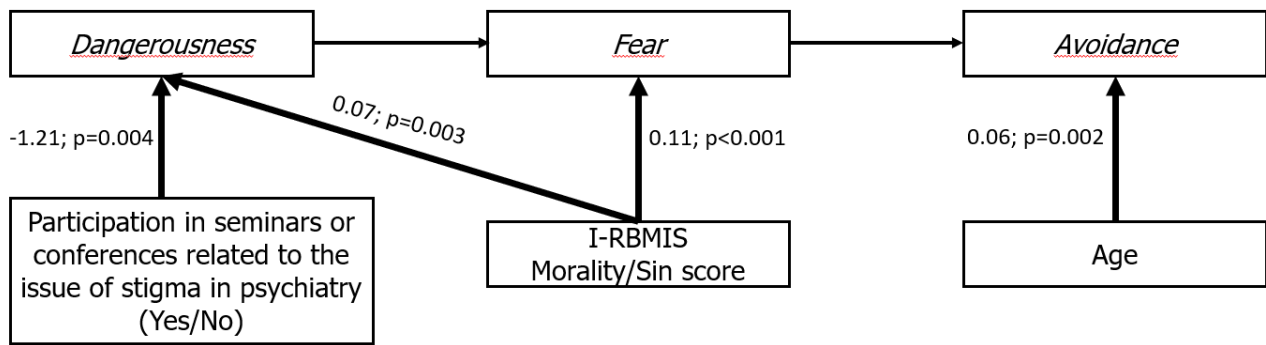 Dangerousness
Fear
Avoidance
-1.21; p=0.004
0.07; p=0.003
0.11; p<0.001
0.06; p=0.002
Participation in seminars or
conferences related to the
issue of stigma in psychiatry
(Yes/No)
I-RBMIS
Morality/Sin score
Age